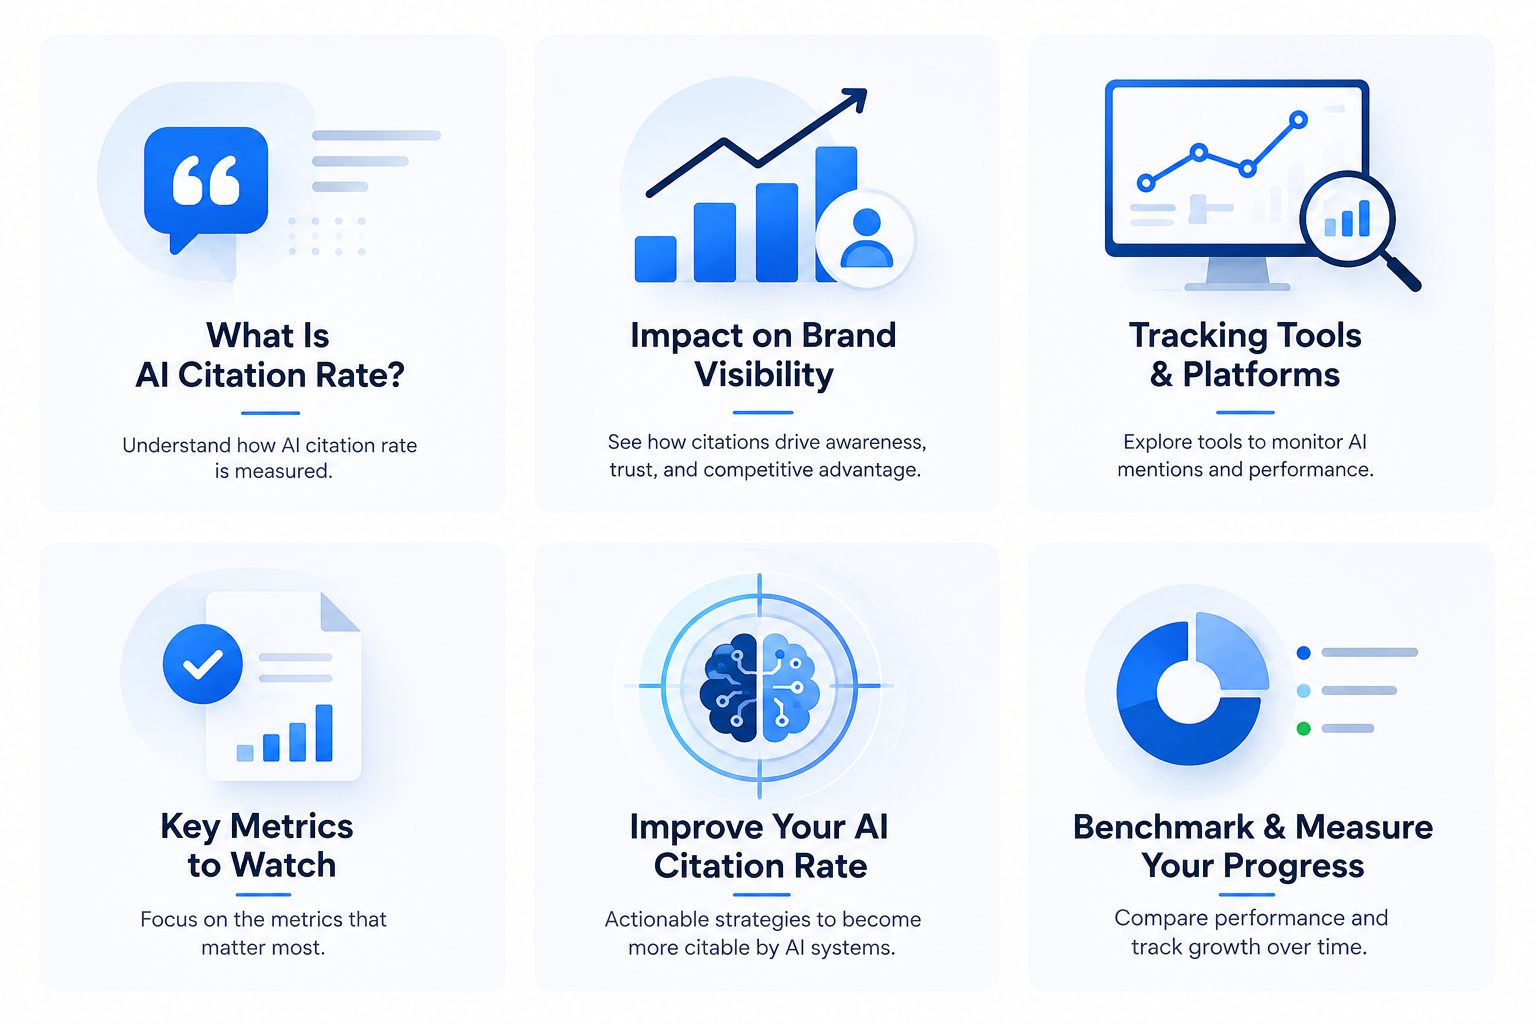 What Is
AI Citation Rate?
Understand how AI citation rate
is measured.
Impact on Brand
Visibility
See how citations drive awareness,
trust, and competitive advantage.
Tracking Tools
& Platforms
Explore tools to monitor AI
mentions and performance.
Key Metrics
to Watch
Focus on the metrics that
matter most.
Improve Your AI
Citation Rate
Actionable strategies to become
more citable by AI systems.
Benchmark & Measure
Your Progress
Compare performance and
track growth over time.